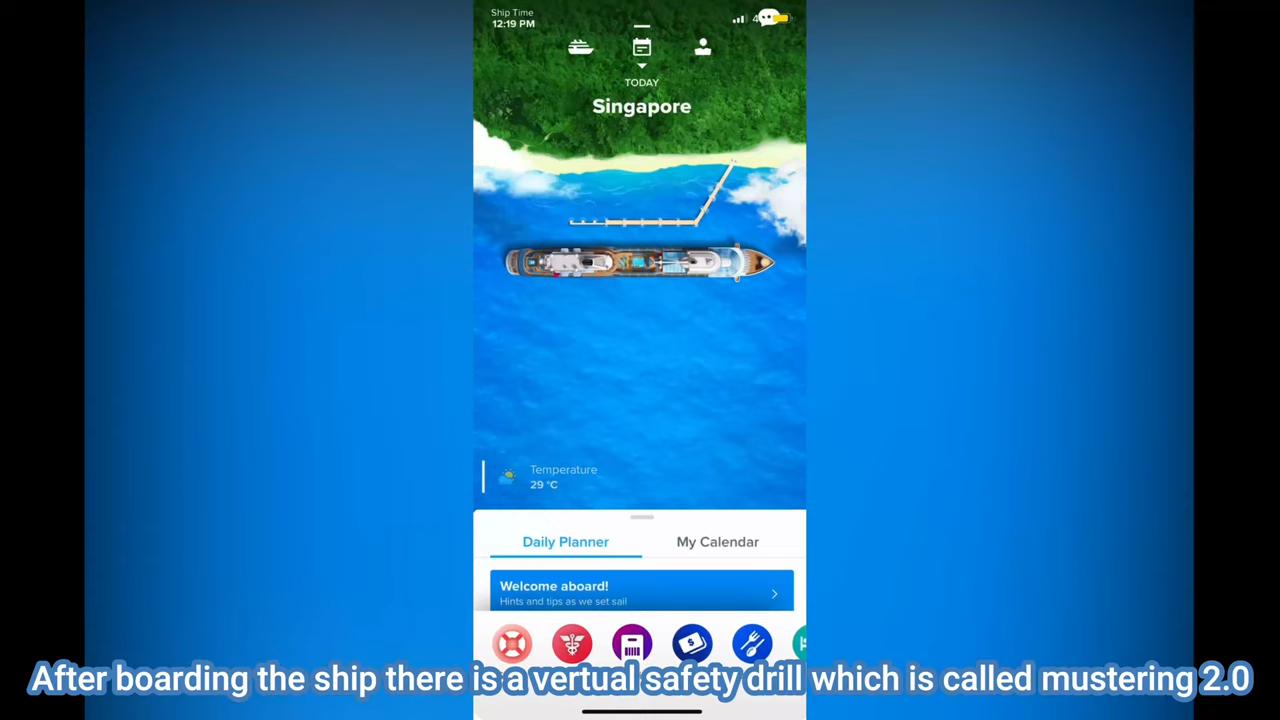 Ship Time
12:19 PM
TODAY
Singapore
Temperature
29 °C
Daily Planner
My Calendar
Welcome aboard!
Hints and tips as we set sail
After boarding the ship there is a vertual safety drill which is called mustering 2.0